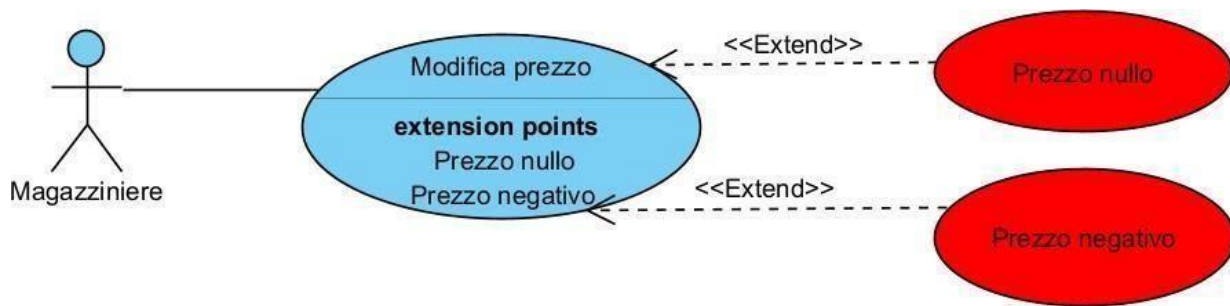 Magazziniere
Modifica prezzo
extension points
Prezzo nullo
Prezzo negativo
<<Extend>>
Prezzo nullo
<<Extend>>
Prezzo negativo